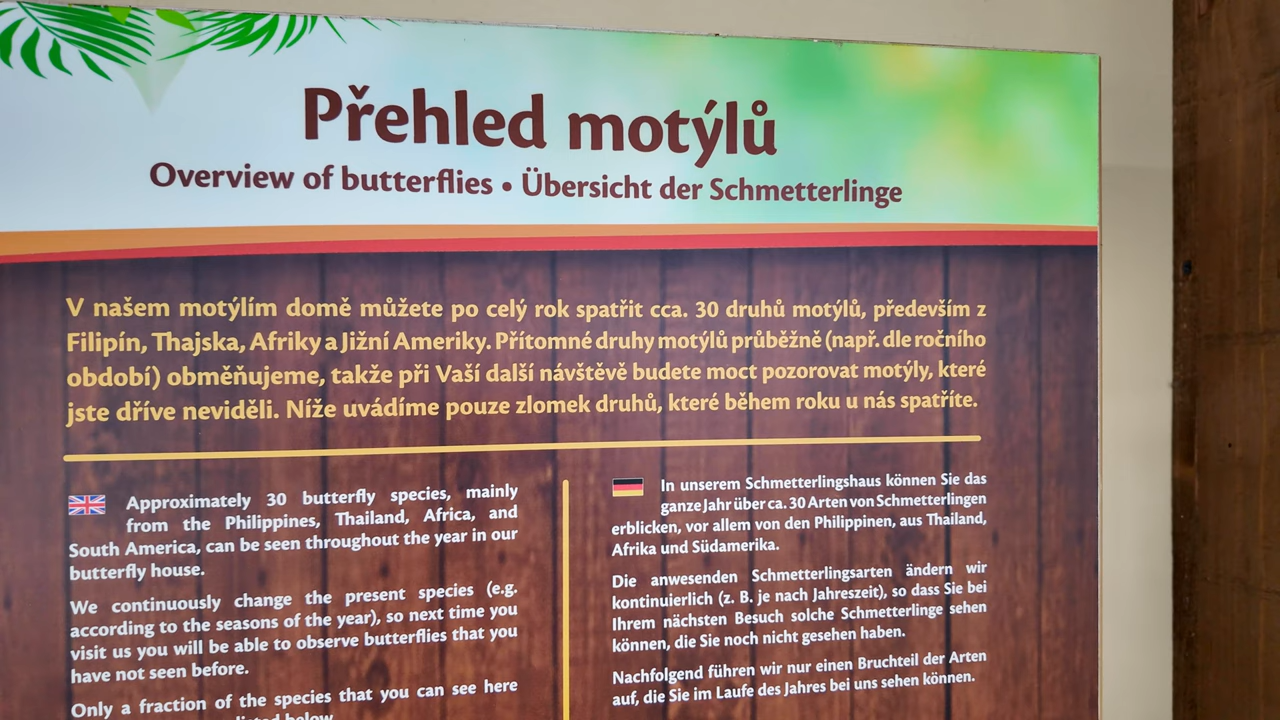 Přehled motýlů
Overview of butterflies • Übersicht der Schmetterlinge
V našem motýlím domě můžete po celý rok spatřit cca. 30 druhů motýlů, především z
Filipín, Thajska, Afriky a Jižní Ameriky. Přítomné druhy motýlů průběžně (např. dle ročního
období) obměňujeme, takže při Vaší další návštěvě budete moct pozorovat motýly, které
jste dříve neviděli. Níže uvádíme pouze zlomek druhů, které během roku u nás spatříte.
Approximately 30 butterfly species, mainly
from the Philippines, Thailand, Africa, and
South America, can be seen throughout the year in our
butterfly house.
We continuously change the present species (e.g.
according to the seasons of the year), so next time you
visit us you will be able to observe butterflies that you
have not seen before.
Only a fraction of the species that you can see here
listed below
In unserem Schmetterlingshaus können Sie das
ganze Jahr über ca. 30 Arten von Schmetterlingen
erblicken, vor allem von den Philippinen, aus Thailand,
Afrika und Südamerika.
Die anwesenden Schmetterlingsarten ändern wir
kontinuierlich (z. B. je nach Jahreszeit), so dass Sie bei
Ihrem nächsten Besuch solche Schmetterlinge sehen
können, die Sie noch nicht gesehen haben.
Nachfolgend führen wir nur einen Bruchteil der Arten
auf, die Sie im Laufe des Jahres bei uns sehen können.